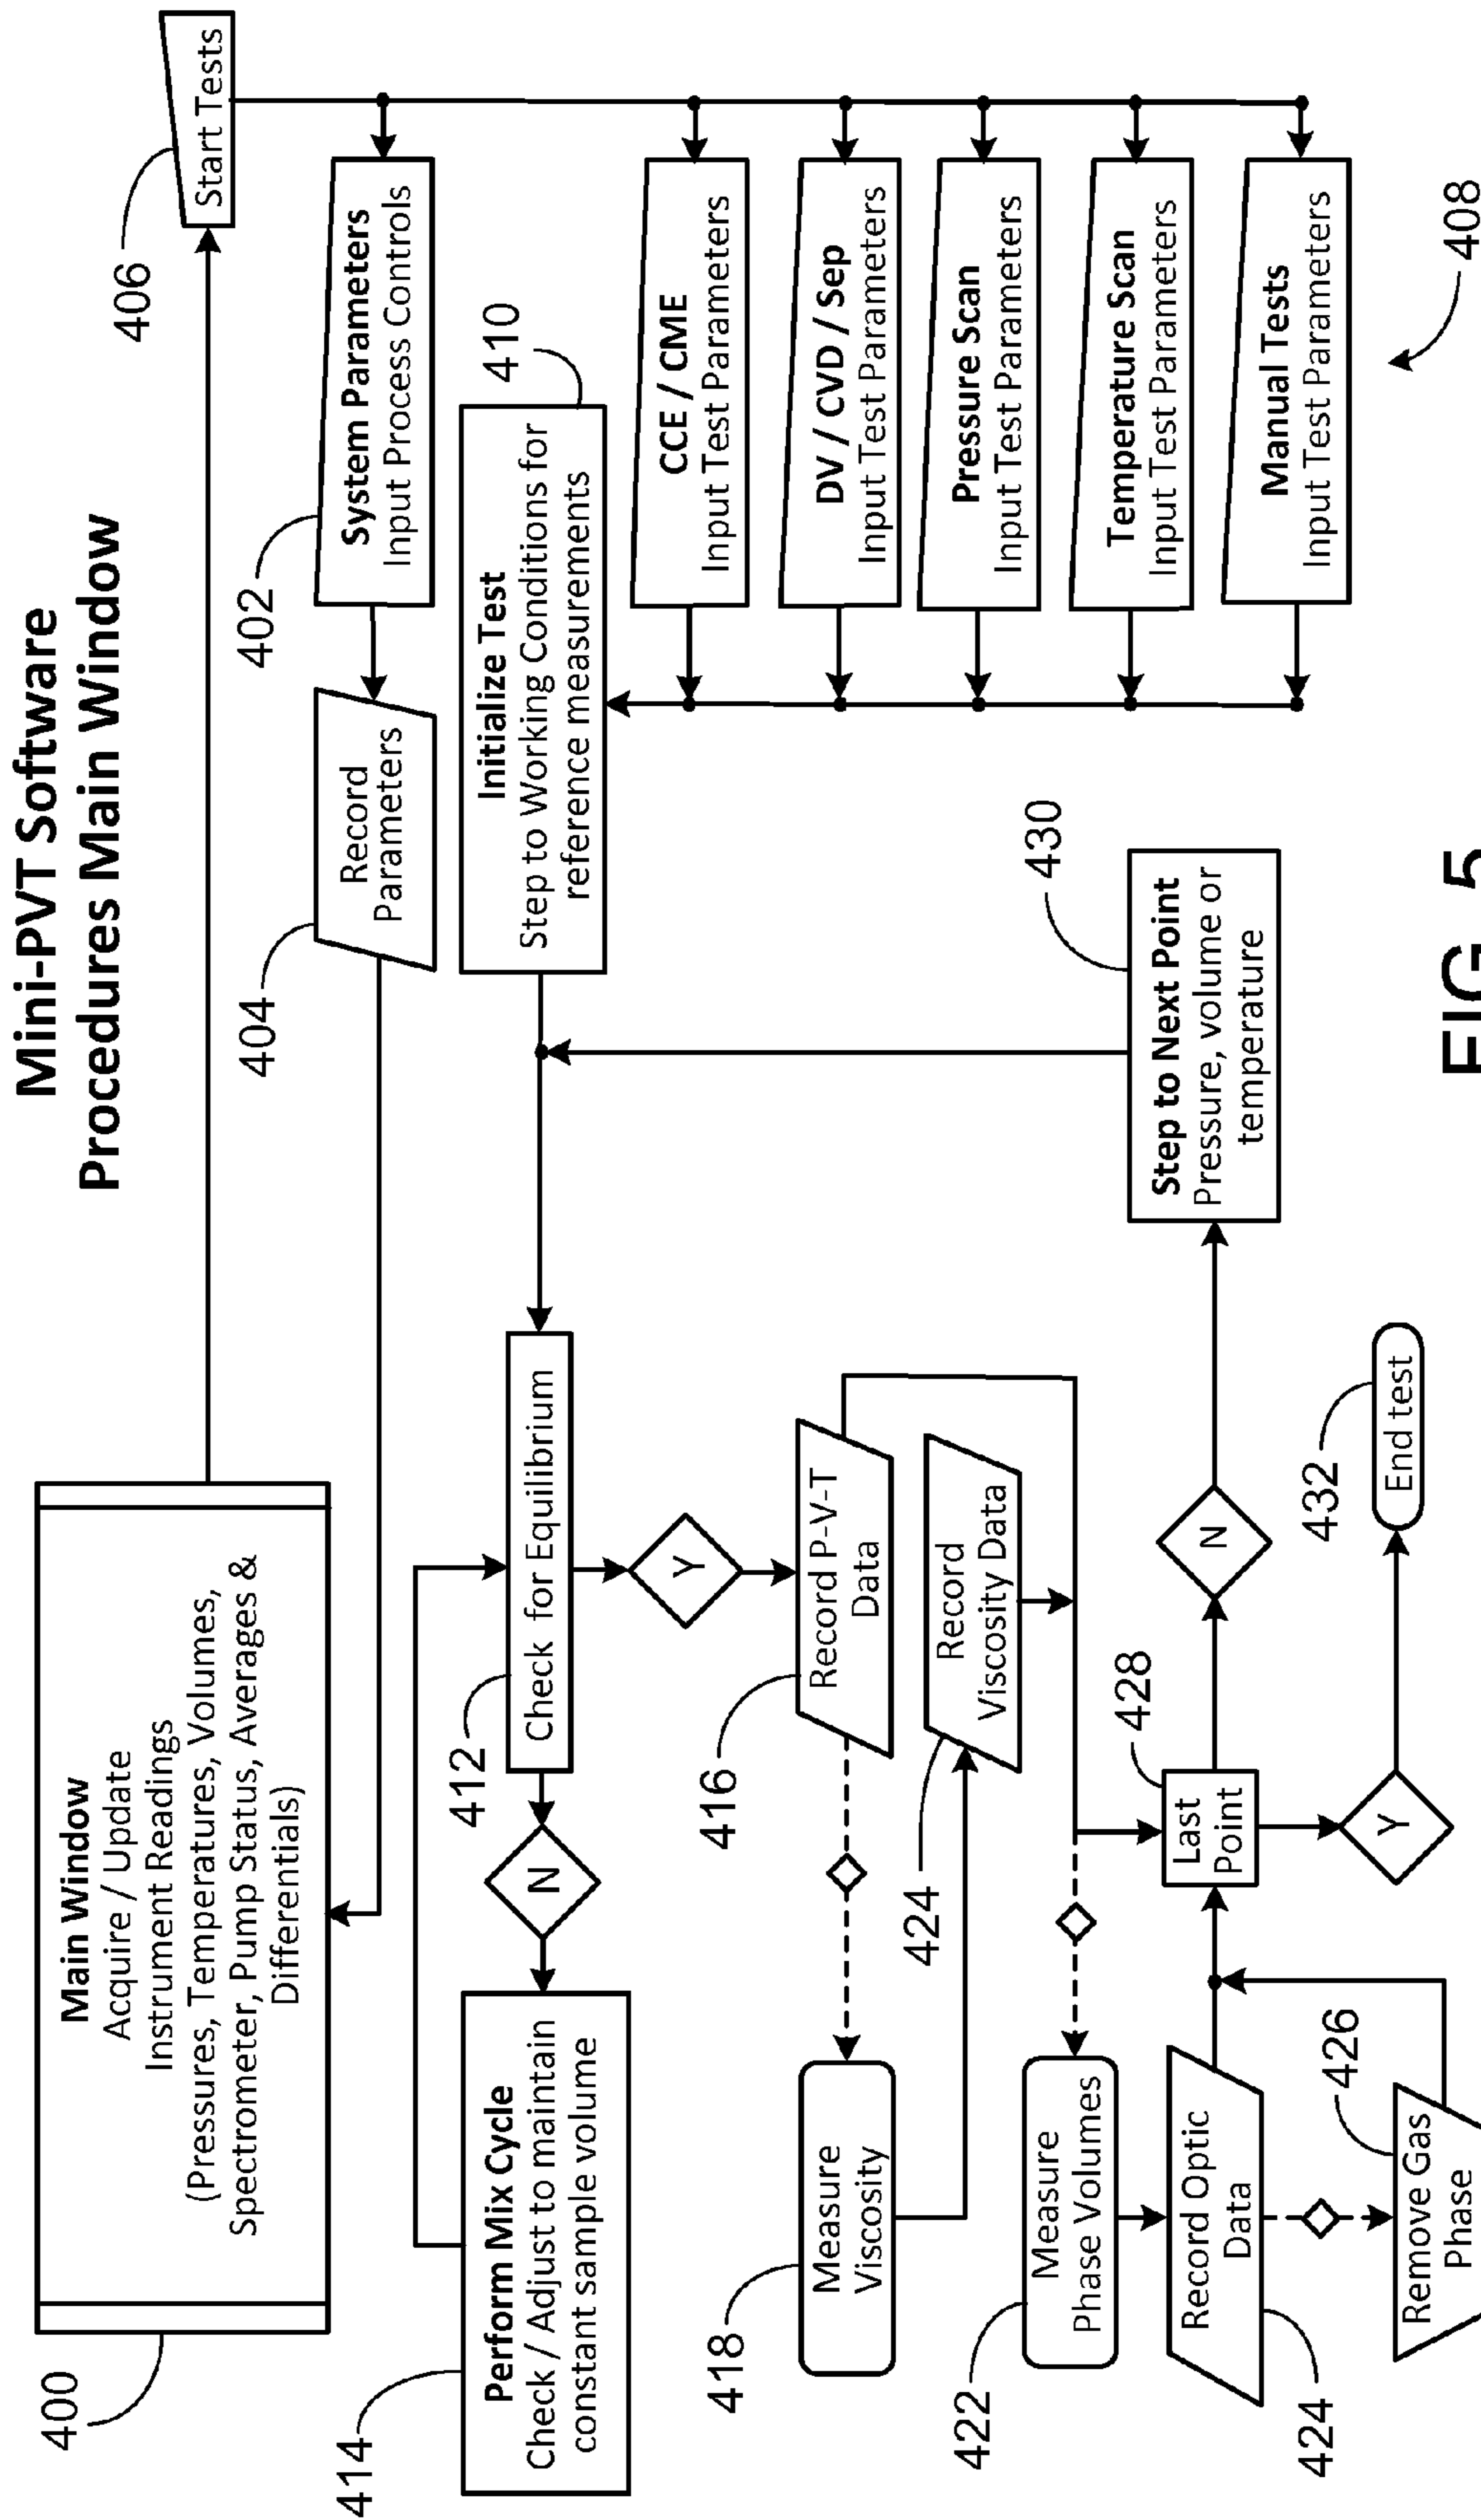 Mini-PVT Software
Procedures Main Window
400
Main Window
Acquire / Update
Instrument Readings
(Pressures, Temperatures, Volumes,
Spectrometer, Pump Status, Averages &
Differentials)
406
Start Tests
402
System Parameters
Input Process Controls
404
Record
Parameters
410
Initialize Test
Step to Working Conditions for
reference measurements
CCE / CME
Input Test Parameters
DV / CVD / Sep
Input Test Parameters
Pressure Scan
Input Test Parameters
Temperature Scan
Input Test Parameters
Manual Tests
Input Test Parameters
408
412
Check for Equilibrium
N
414
Perform Mix Cycle
Check / Adjust to maintain
constant sample volume
Y
416
Record P-V-T
Data
418
Measure
Viscosity
424
Record
Viscosity Data
422
Measure
Phase Volumes
424
Record Optic
Data
426
Remove Gas
Phase
428
Last
Point
N
430
Step to Next Point
Pressure, volume or
temperature
Y
432
End test
FIG. 5